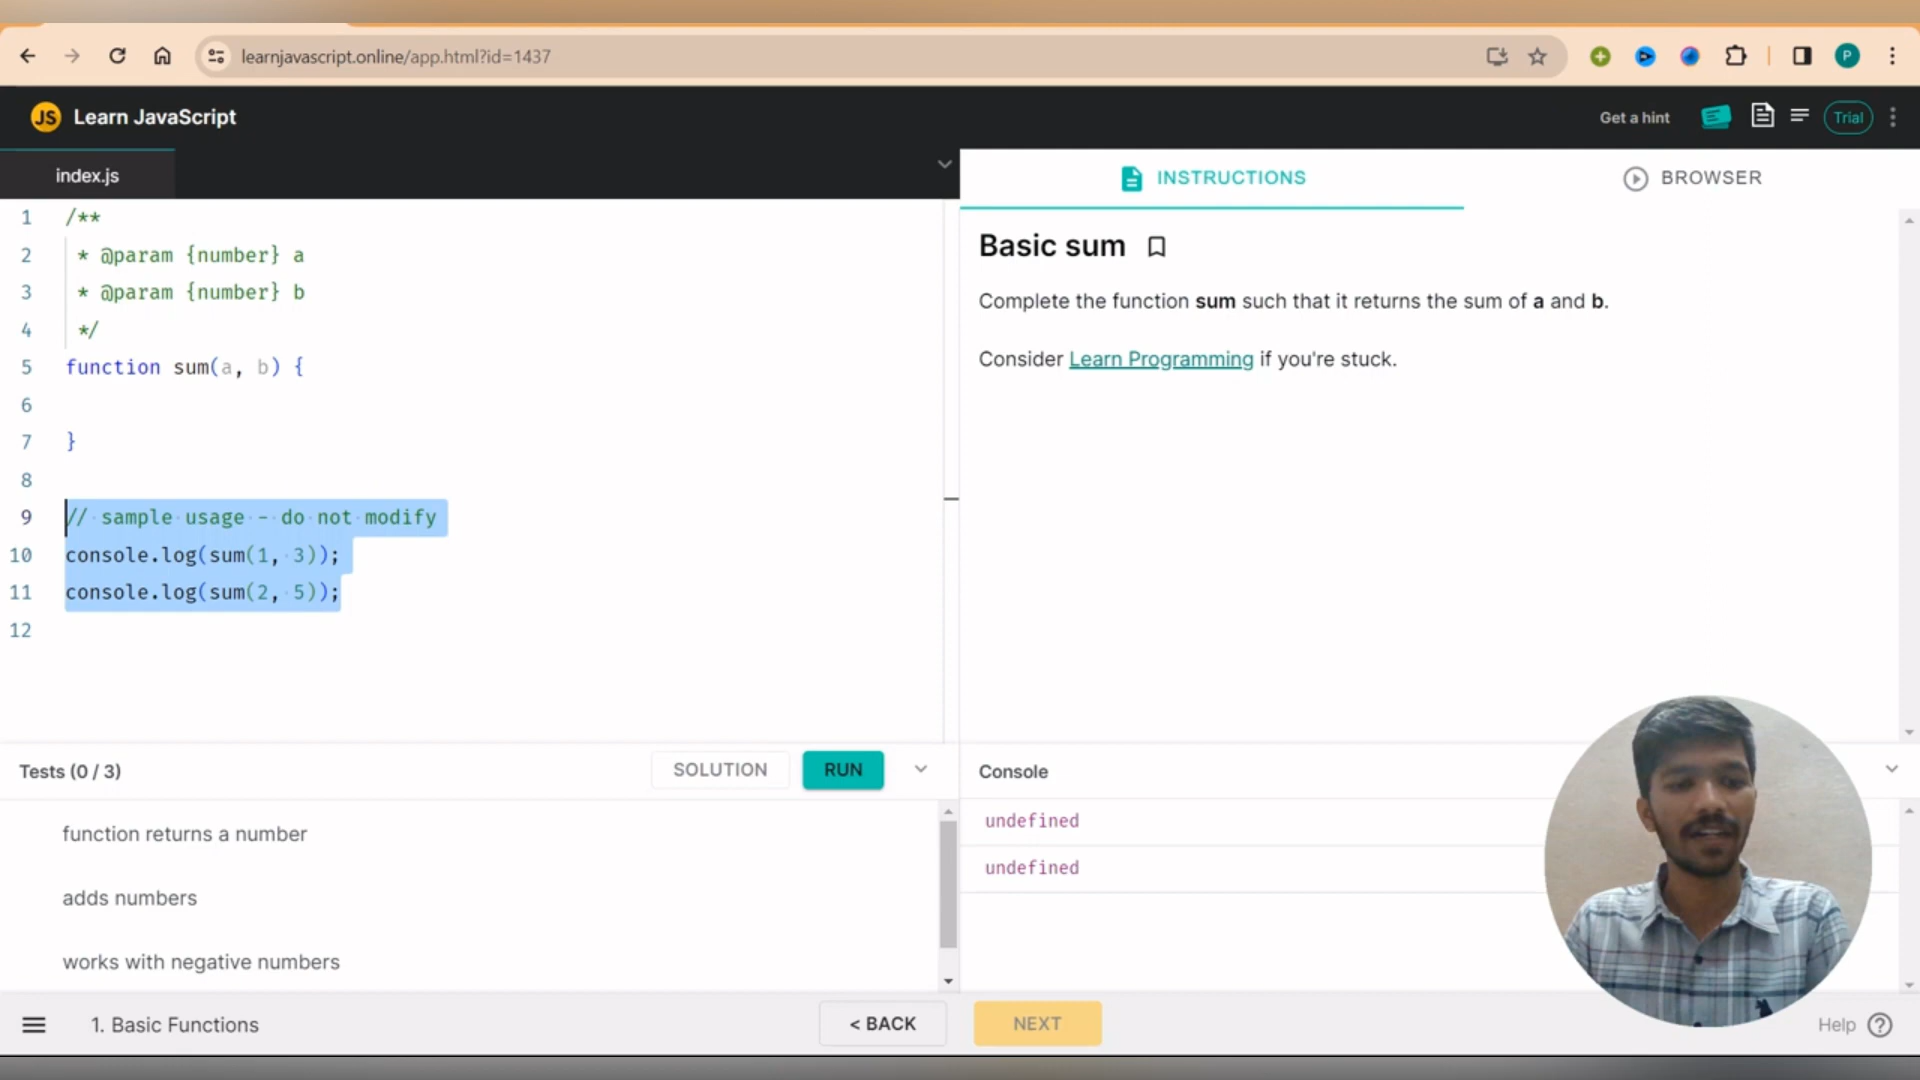 learnjavascript.online/app.html?id=1437
P
JS Learn JavaScript
Get a hint
Trial
index.js
INSTRUCTIONS
BROWSER
1 /**
2 * @param {number} a
3 * @param {number} b
4 */
5 function sum(a, b) {
6
7 }
8
9 // sample usage - do not modify
10 console.log(sum(1, 3));
11 console.log(sum(2, 5));
12
Basic sum
Complete the function sum such that it returns the sum of a and b.
Consider Learn Programming if you're stuck.
Tests (0 / 3)
SOLUTION
RUN
function returns a number
adds numbers
works with negative numbers
Console
undefined
undefined
1. Basic Functions
< BACK
NEXT
Help ?